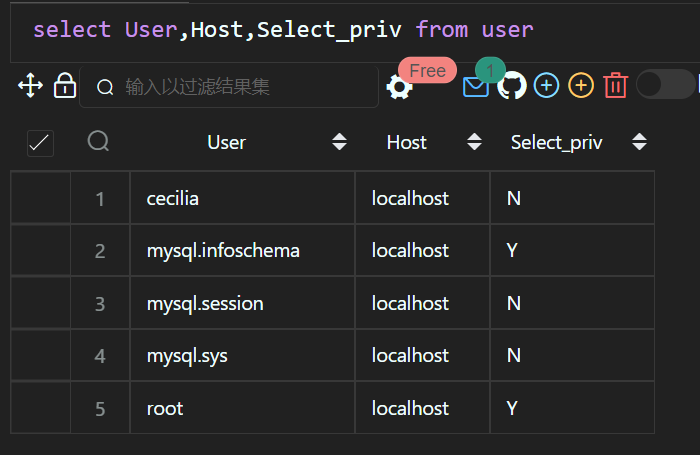 select User,Host,Select_priv from user
Free
1
输入以过滤结果集
User Host Select_priv
1 cecilia localhost N
2 mysql.infoschema localhost Y
3 mysql.session localhost N
4 mysql.sys localhost N
5 root localhost Y